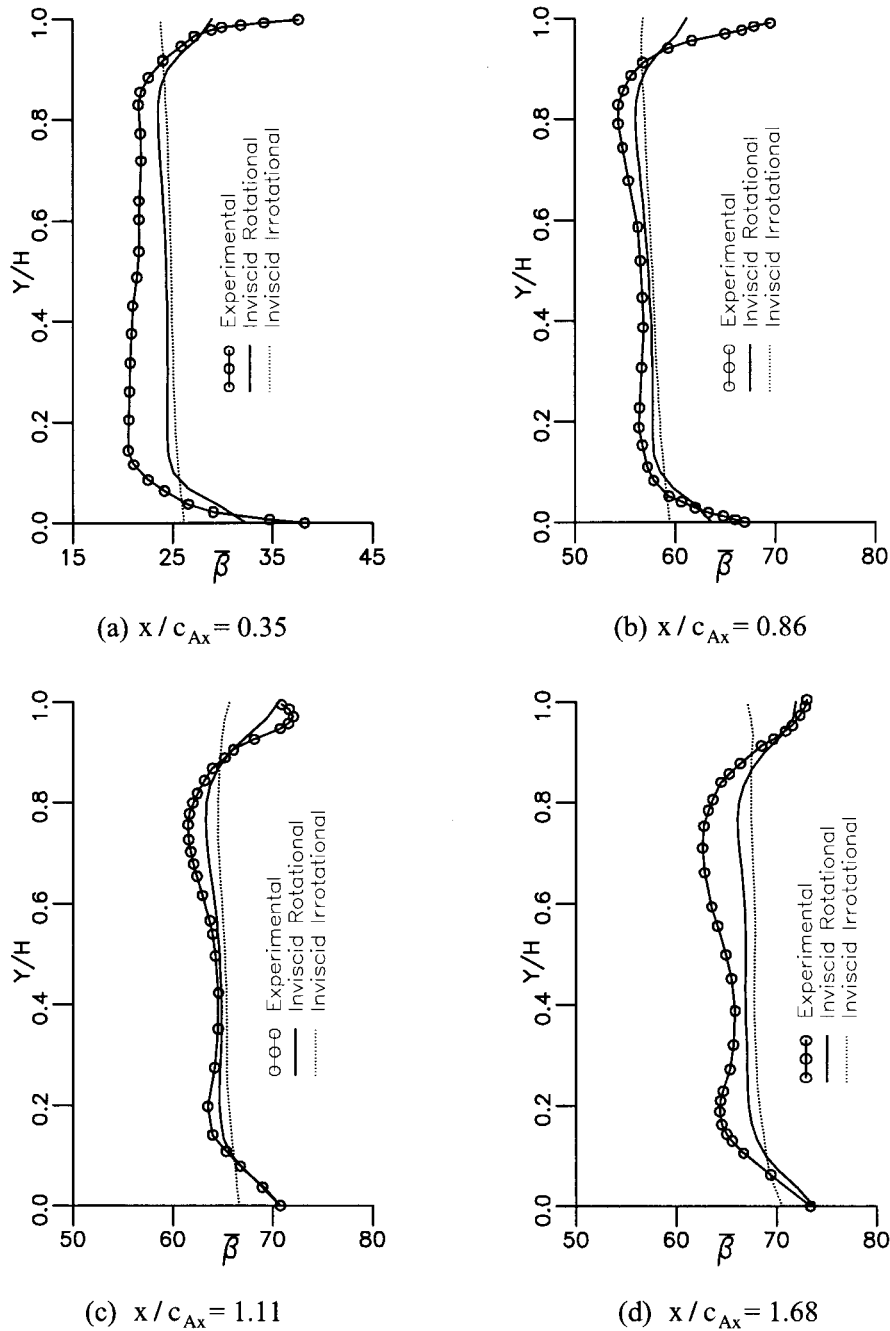 Y/H
0.0 0.2 0.4 0.6 0.8 1.0
15
25
35
45
β̄
Experimental
Inviscid Rotational
Inviscid Irrotational
(a) x / c_Ax = 0.35
Y/H
0.0 0.2 0.4 0.6 0.8 1.0
50
60
70
80
β̄
Experimental
Inviscid Rotational
Inviscid Irrotational
(b) x / c_Ax = 0.86
Y/H
0.0 0.2 0.4 0.6 0.8 1.0
50
60
70
80
β̄
Experimental
Inviscid Rotational
Inviscid Irrotational
(c) x / c_Ax = 1.11
Y/H
0.0 0.2 0.4 0.6 0.8 1.0
50
60
70
80
β̄
Experimental
Inviscid Rotational
Inviscid Irrotational
(d) x / c_Ax = 1.68